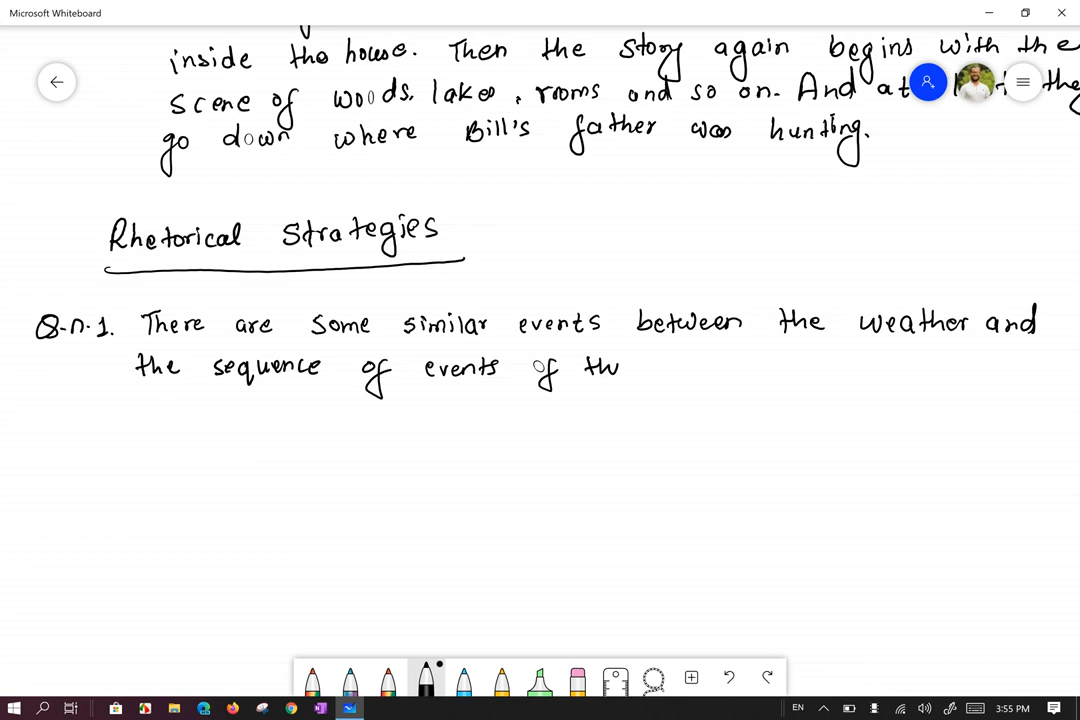 Microsoft Whiteboard
inside the house. Then the story again begins with the
scene of woods, lakes, rooms and so on. And at the
go down where Bill's father was hunting.
Rhetorical Strategies
Q.n.1. There are some similar events between the weather and
the sequence of events of th
EN 3:55 PM